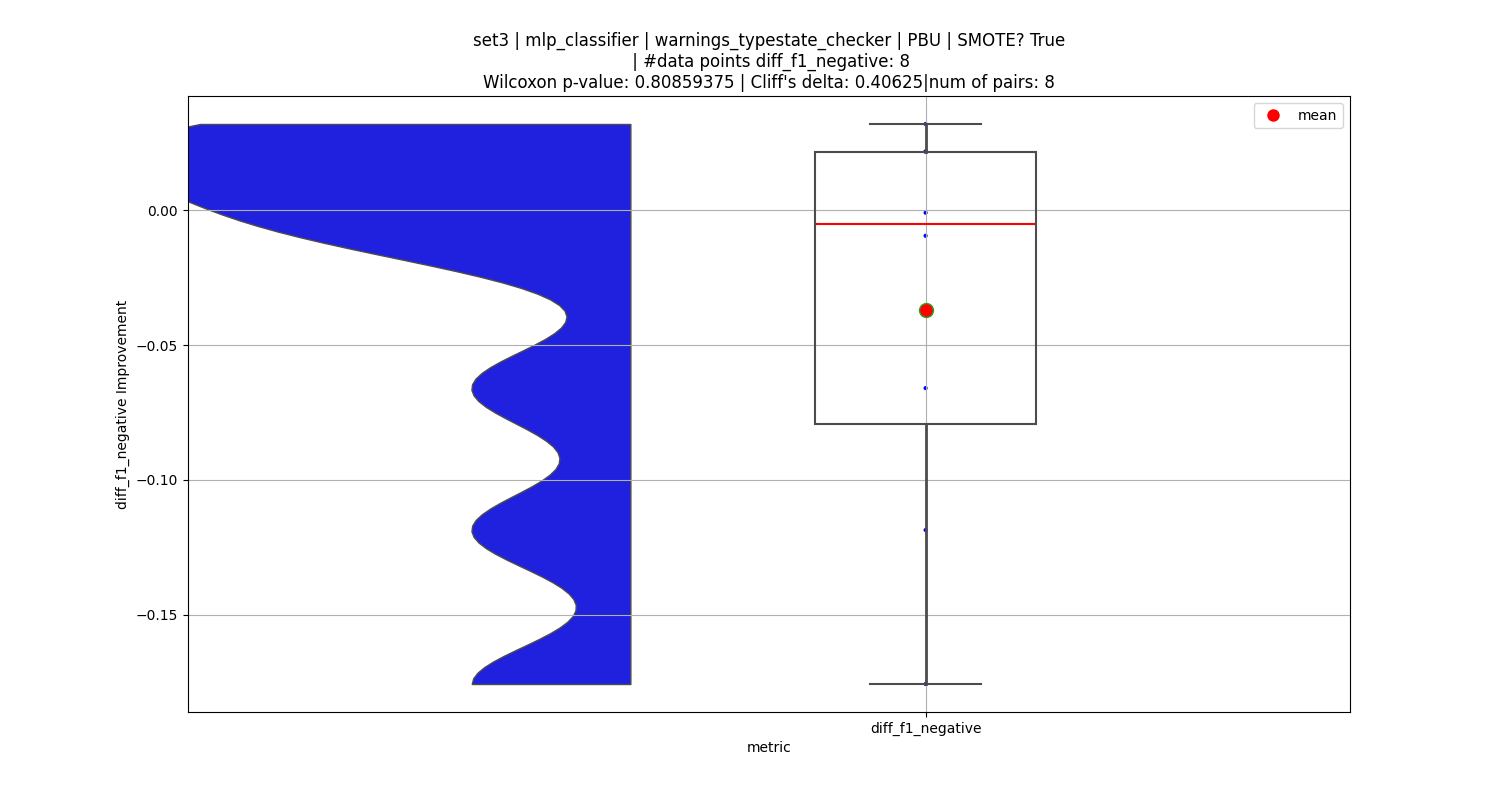 set3 | mlp_classifier | warnings_typestate_checker | PBU | SMOTE? True
| #data points diff_f1_negative: 8
Wilcoxon p-value: 0.80859375 | Cliff's delta: 0.40625|num of pairs: 8
mean
0.00
−0.05
−0.10
−0.15
diff_f1_negative Improvement
diff_f1_negative
metric